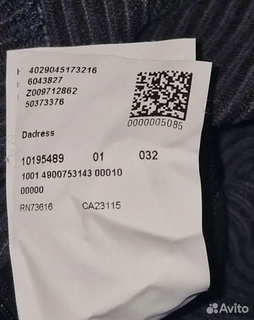 4029045173216
6043827
Z009712862
50373376
0000005085
Dadress
10195489 01 032
1001 4900753143 00010
00000
RN73616 CA23115
Avito